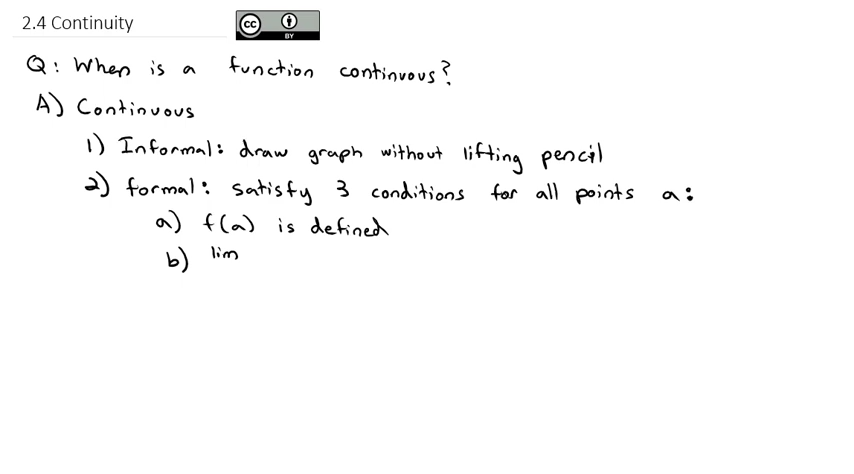 2.4 Continuity
cc BY
Q: When is a function continuous?
A) Continuous
1) Informal: draw graph without lifting pencil
2) formal: satisfy 3 conditions for all points a:
a) f(a) is defined
b) lim